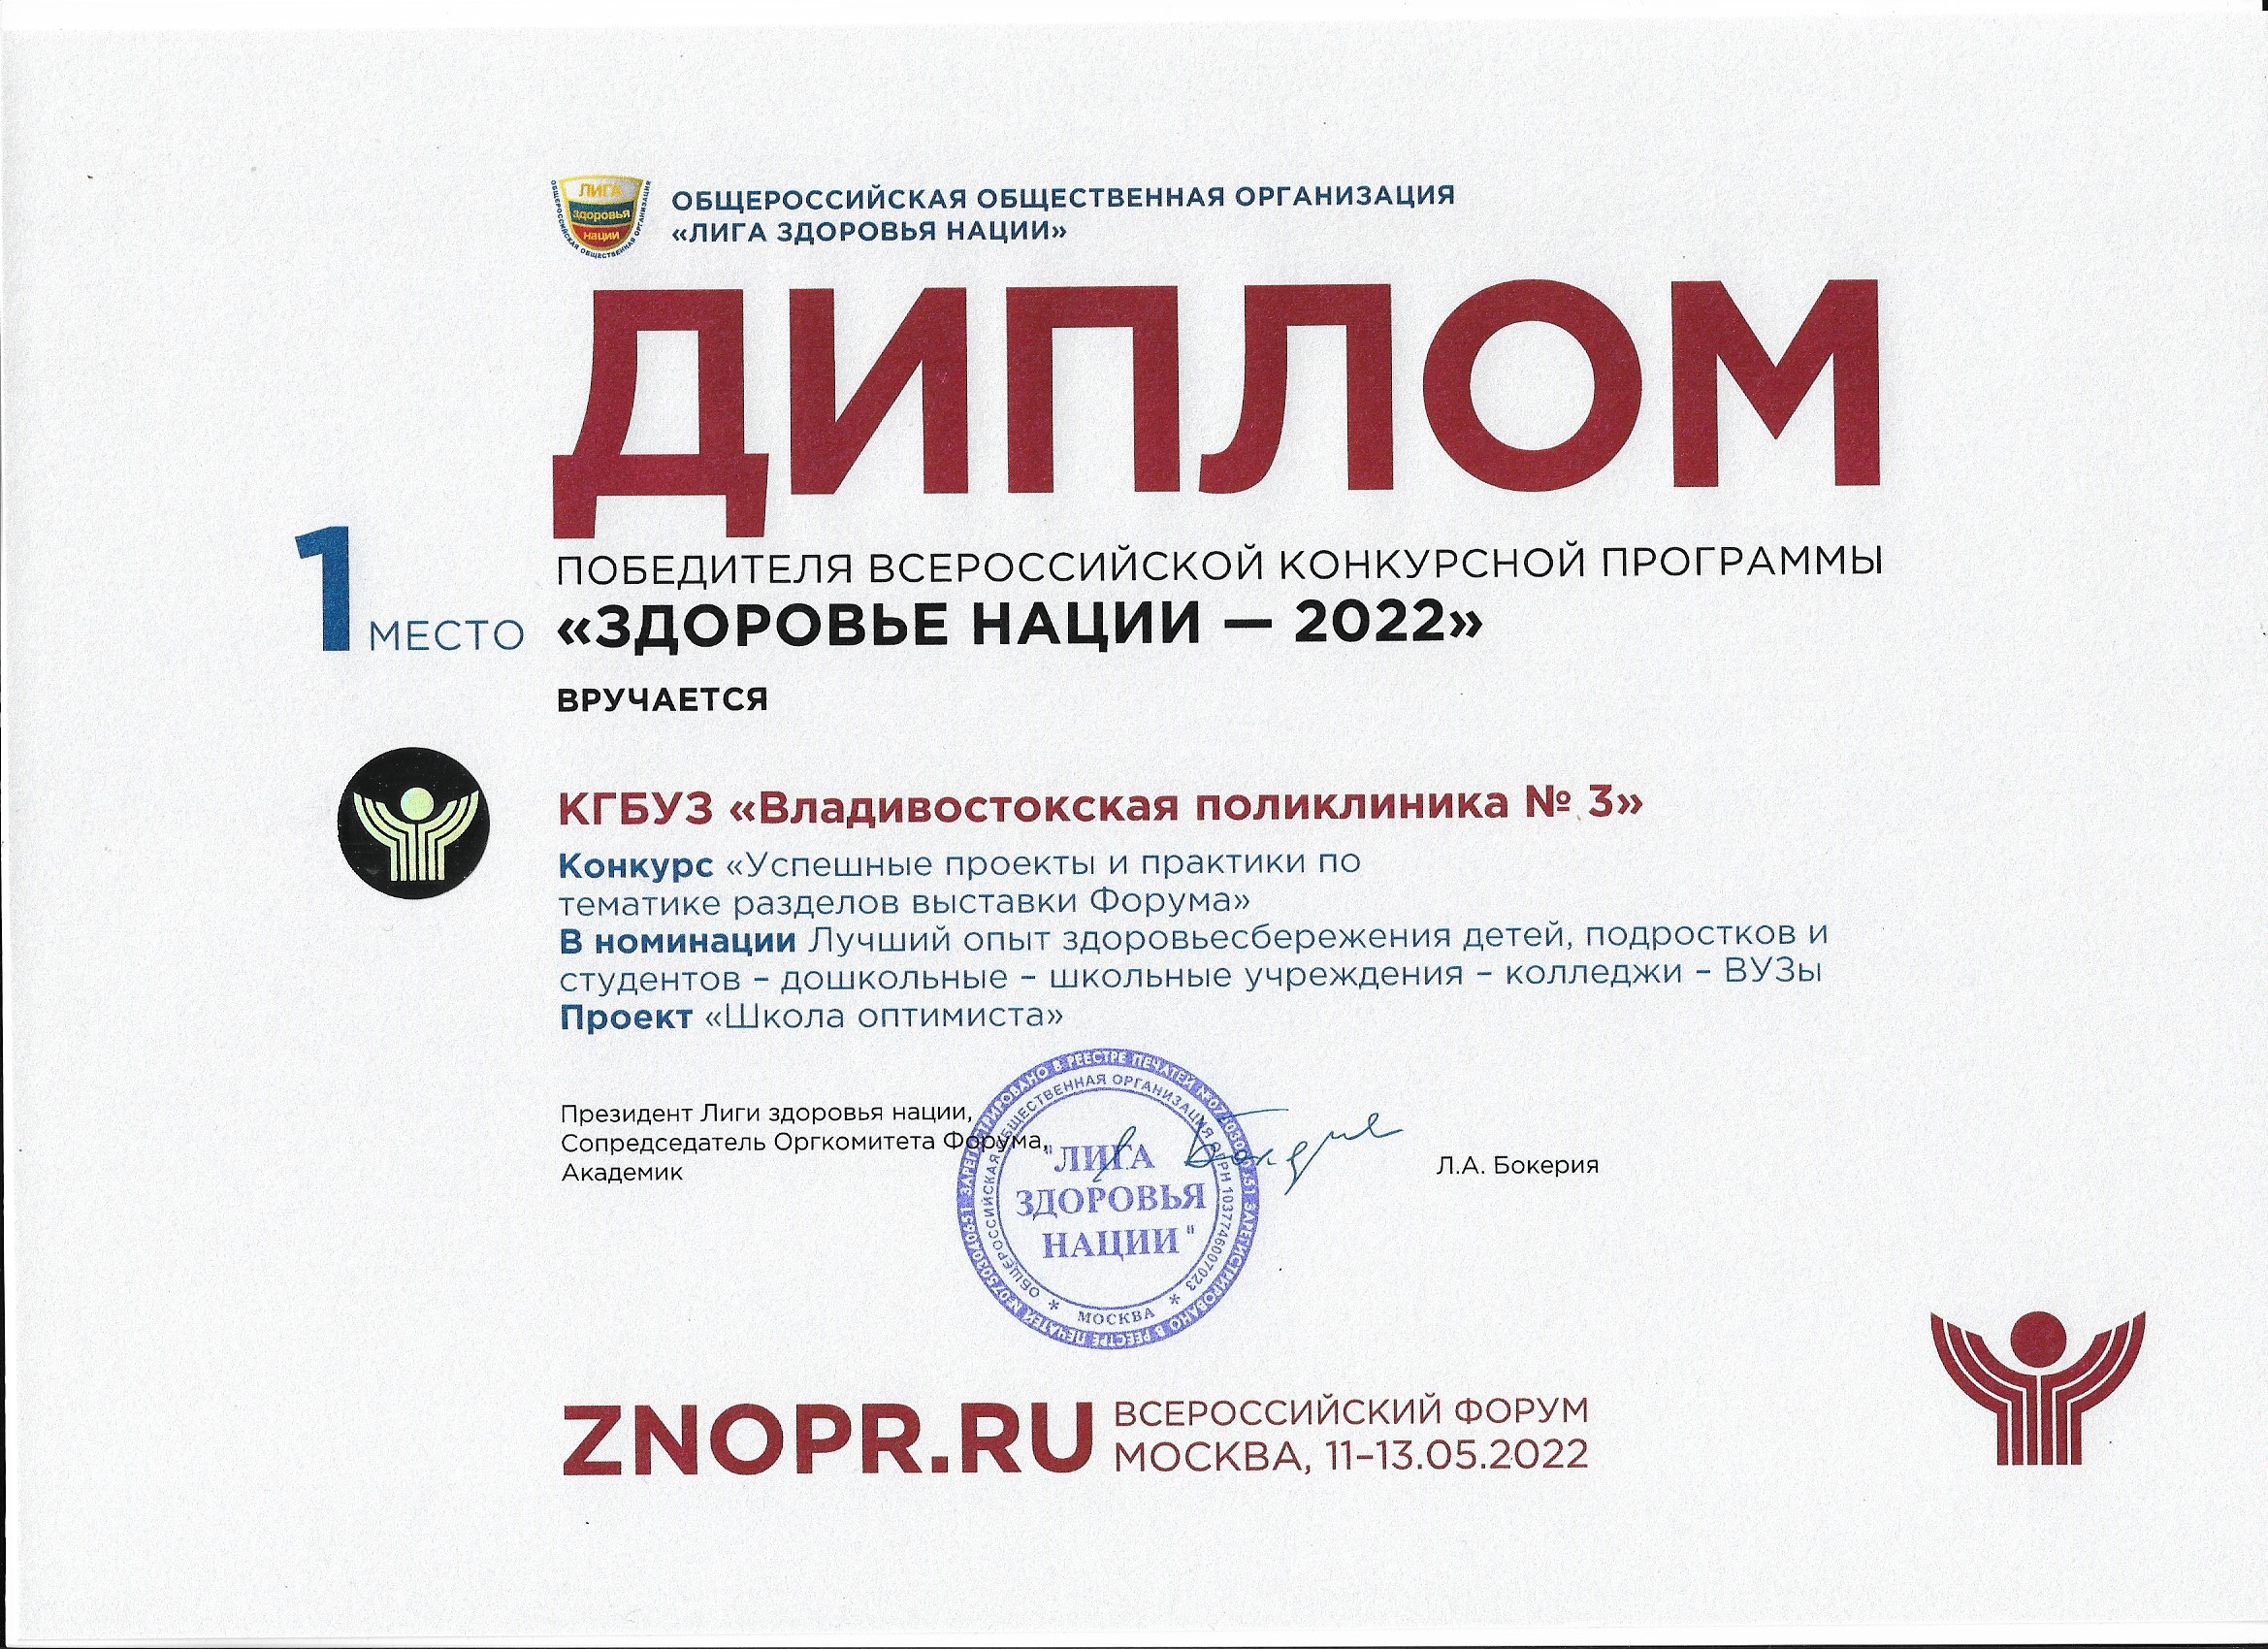 ЛИГА
здоровья
нации
ОБЩЕРОССИЙСКАЯ ОБЩЕСТВЕННАЯ ОРГАНИЗАЦИЯ
ОБЩЕРОССИЙСКАЯ ОБЩЕСТВЕННАЯ ОРГАНИЗАЦИЯ
«ЛИГА ЗДОРОВЬЯ НАЦИИ»
ДИПЛОМ
1 МЕСТО
ПОБЕДИТЕЛЯ ВСЕРОССИЙСКОЙ КОНКУРСНОЙ ПРОГРАММЫ
«ЗДОРОВЬЕ НАЦИИ — 2022»
ВРУЧАЕТСЯ
КГБУЗ «Владивостокская поликлиника № 3»
Конкурс «Успешные проекты и практики по
тематике разделов выставки Форума»
В номинации Лучший опыт здоровьесбережения детей, подростков и
студентов – дошкольные – школьные учреждения – колледжи – ВУЗы
Проект «Школа оптимиста»
Президент Лиги здоровья нации,
Сопредседатель Оргкомитета Форума,
Академик
Л.А. Бокерия
ЗАРЕГИСТРИРОВАНО В РЕЕСТРЕ ПЕЧАТЕЙ
ЗАРЕГИСТРИРОВАНО В РЕЕСТРЕ ПЕЧАТЕЙ
ОБЩЕРОССИЙСКАЯ ОБЩЕСТВЕННАЯ ОРГАНИЗАЦИЯ ОГРН 1037746007023
* МОСКВА *
"ЛИГА
ЗДОРОВЬЯ
НАЦИИ"
ZNOPR.RU
ВСЕРОССИЙСКИЙ ФОРУМ
МОСКВА, 11–13.05.2022